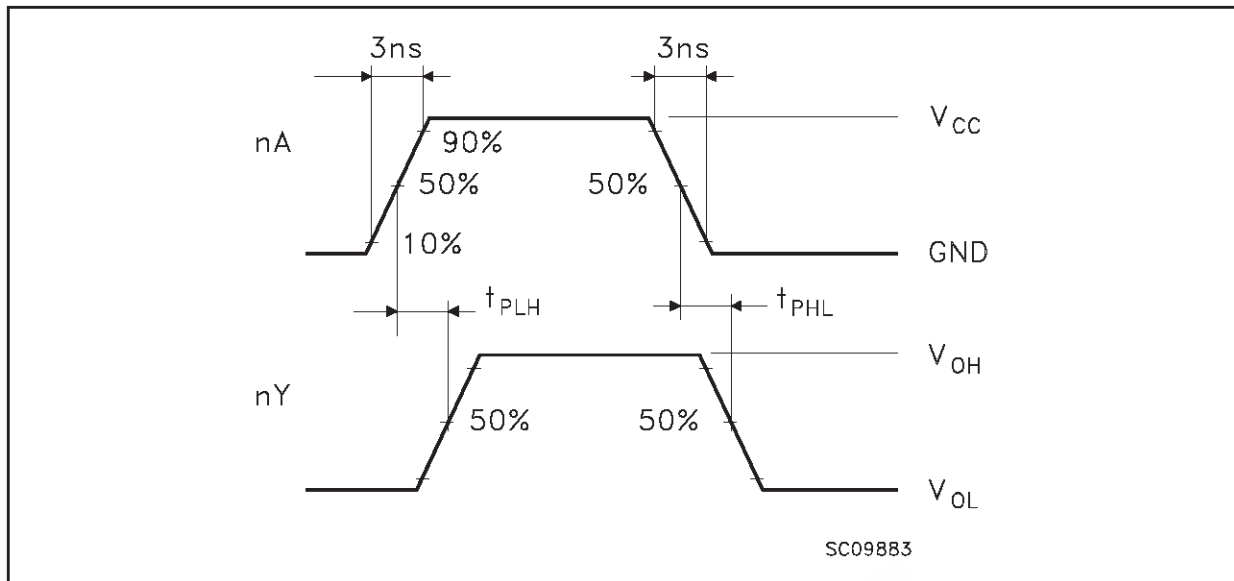 3ns 3ns
V_CC
nA
90%
50% 50%
10%
GND
t_PLH t_PHL
V_OH
nY
50% 50%
V_OL
SC09883